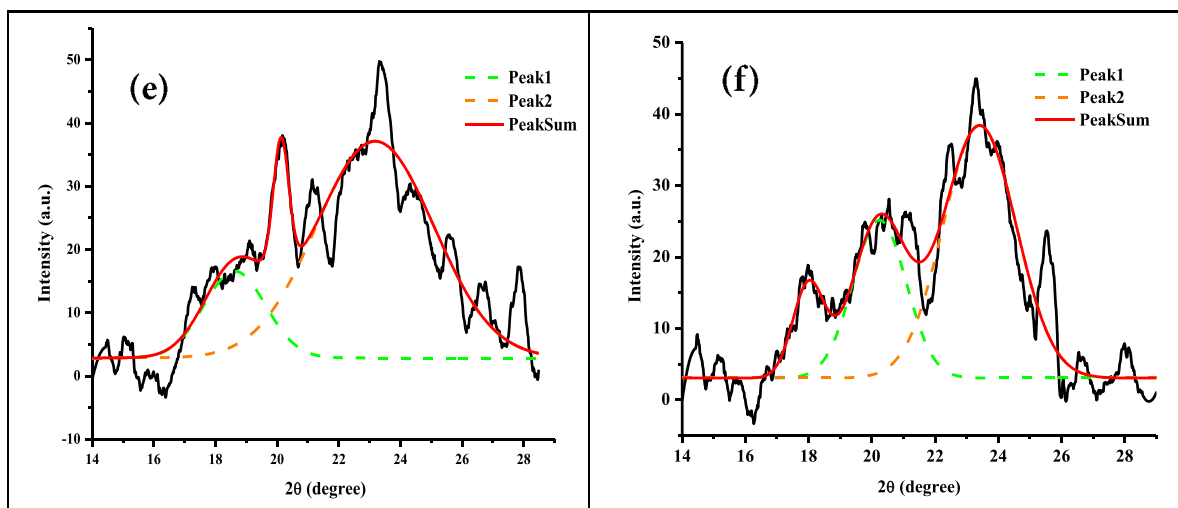 (e)
Peak1
Peak2
PeakSum
Intensity (a.u.)
50
40
30
20
10
0
-10
14 16 18 20 22 24 26 28
2θ (degree)
(f)
Peak1
Peak2
PeakSum
Intensity (a.u.)
50
40
30
20
10
0
14 16 18 20 22 24 26 28
2θ (degree)